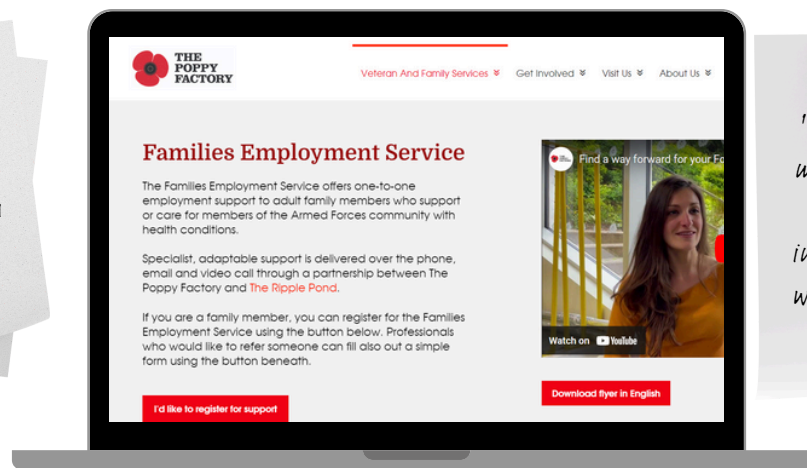 THE
POPPY
FACTORY
Veteran And Family Services Get Involved Visit Us About Us
Families Employment Service
The Families Employment Service offers one-to-one
employment support to adult family members who support
or care for members of the Armed Forces community with
health conditions.
Specialist, adaptable support is delivered over the phone,
email and video call through a partnership between The
Poppy Factory and The Ripple Pond.
If you are a family member, you can register for the Families
Employment Service using the button below. Professionals
who would like to refer someone can fill also out a simple
form using the button beneath.
I'd like to register for support
Find a way forward for your Fo
Watch on YouTube
Download flyer in English